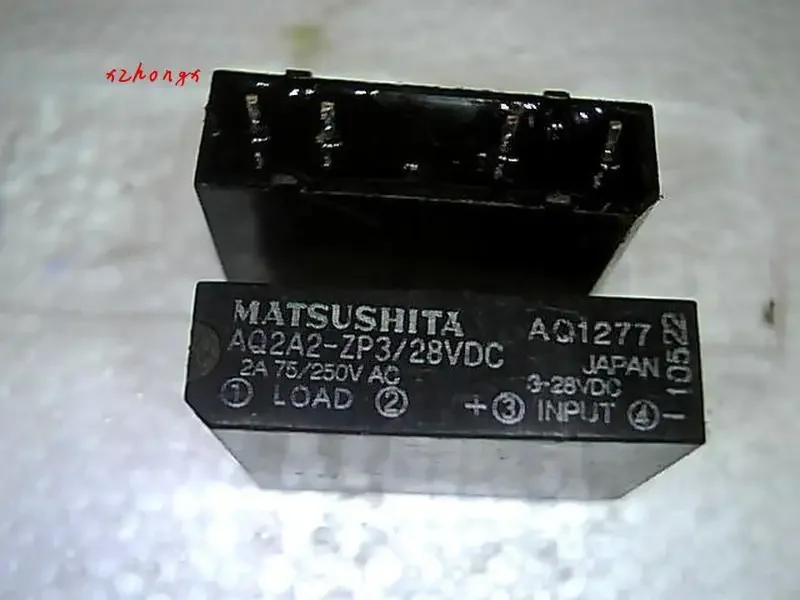 xzhongx
MATSUSHITA
AQ2A2-ZP3/28VDC
2A 75/250V AC
① LOAD ②
AQ1277
JAPAN
3-28VDC
+③ INPUT ④-
110522